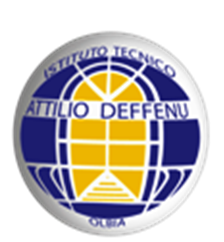 ISTITUTO TECNICO
ATTILIO DEFFENU
OLBIA